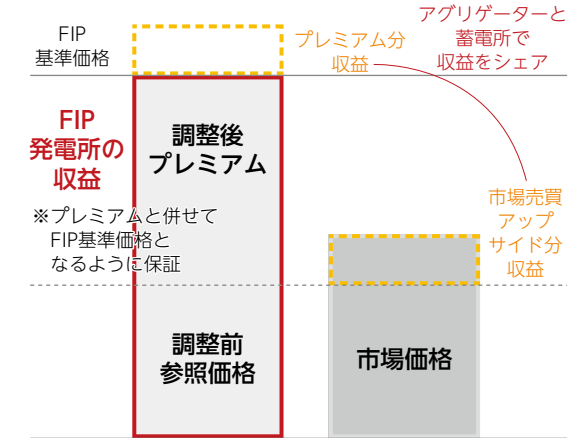 FIP
基準価格
プレミアム分
収益
アグリゲーターと
蓄電所で
収益をシェア
FIP
発電所の
収益
調整後
プレミアム
※プレミアムと併せて
FIP基準価格と
なるように保証
市場売買
アップ
サイド分
収益
調整前
参照価格
市場価格